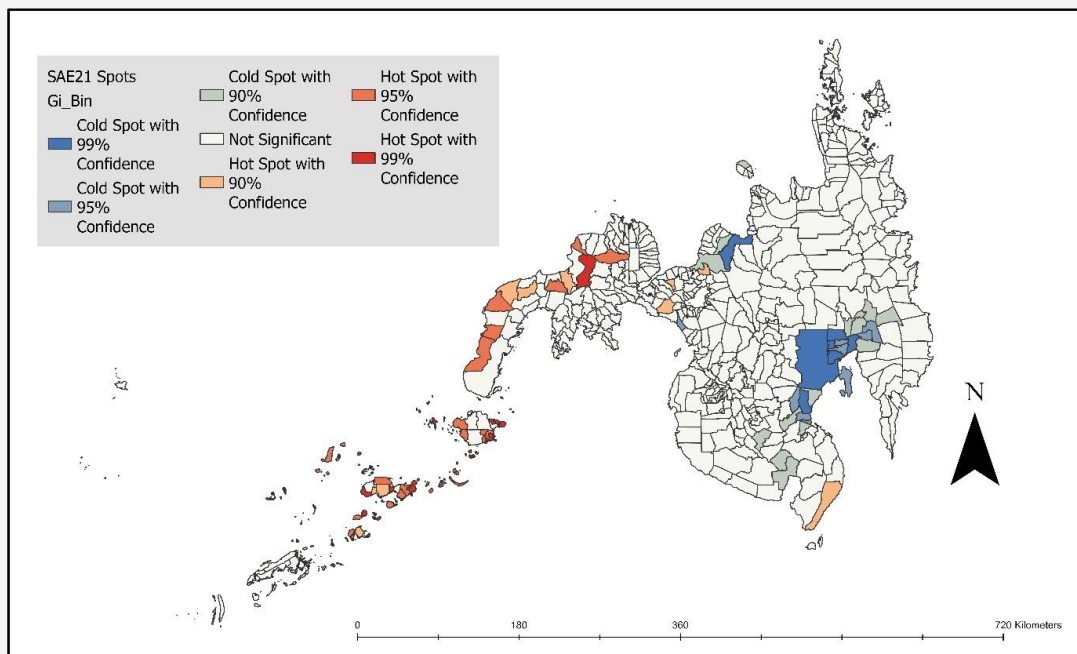 SAE21 Spots
Gi_Bin
Cold Spot with
99%
Confidence
Cold Spot with
95%
Confidence
Cold Spot with
90%
Confidence
Not Significant
Hot Spot with
90%
Confidence
Hot Spot with
95%
Confidence
Hot Spot with
99%
Confidence
N
0 180 360 720 Kilometers